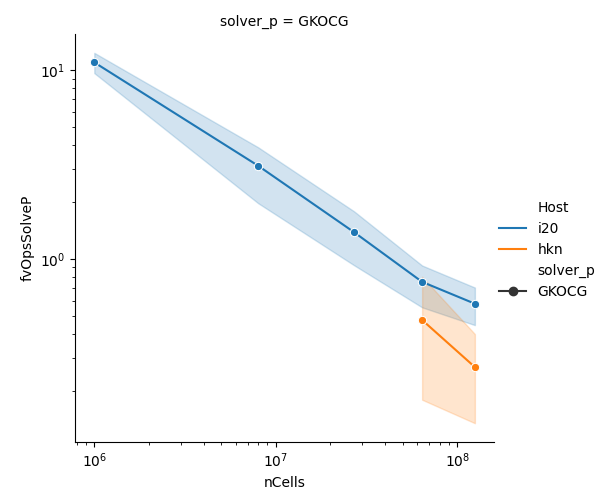 solver_p = GKOCG
10^1
10^0
fvOpsSolveP
10^6
10^7
10^8
nCells
Host
i20
hkn
solver_p
GKOCG